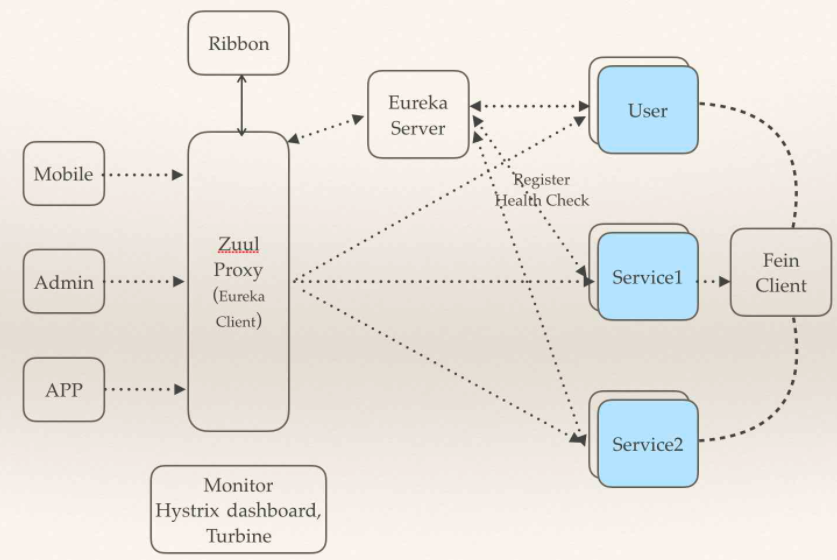 Ribbon
Eureka
Server
User
Mobile
Register
Health Check
Zuul
Proxy
(Eureka
Client)
Admin
Service1
Fein
Client
APP
Service2
Monitor
Hystrix dashboard,
Turbine